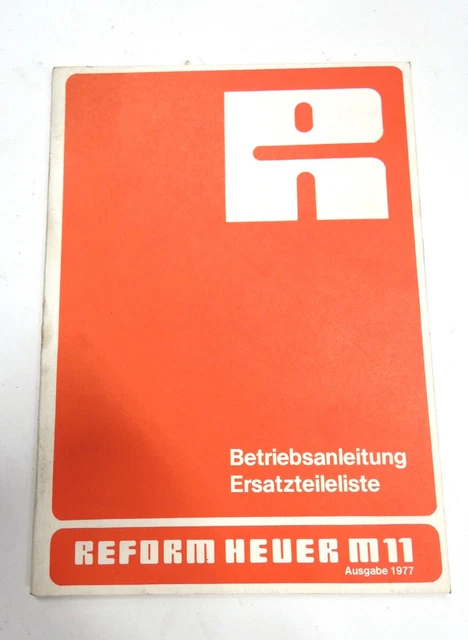 R
Betriebsanleitung
Ersatzteileliste
REFORM HEUER M11
Ausgabe 1977